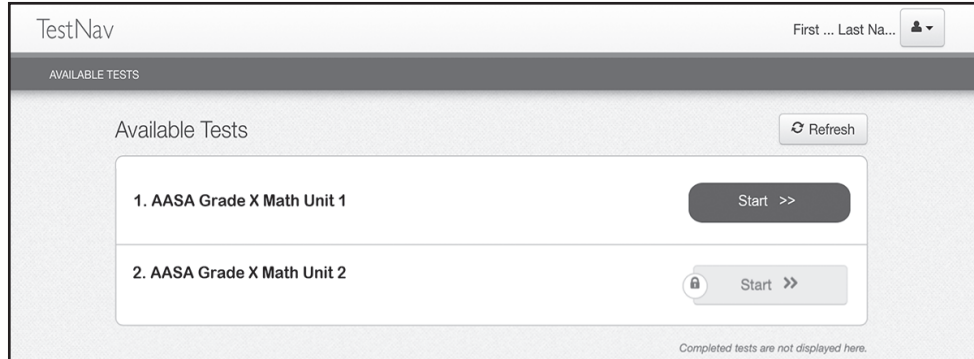 TestNav
First ... Last Na...
AVAILABLE TESTS
Available Tests
Refresh
1. AASA Grade X Math Unit 1
Start >>
2. AASA Grade X Math Unit 2
Start >>
Completed tests are not displayed here.